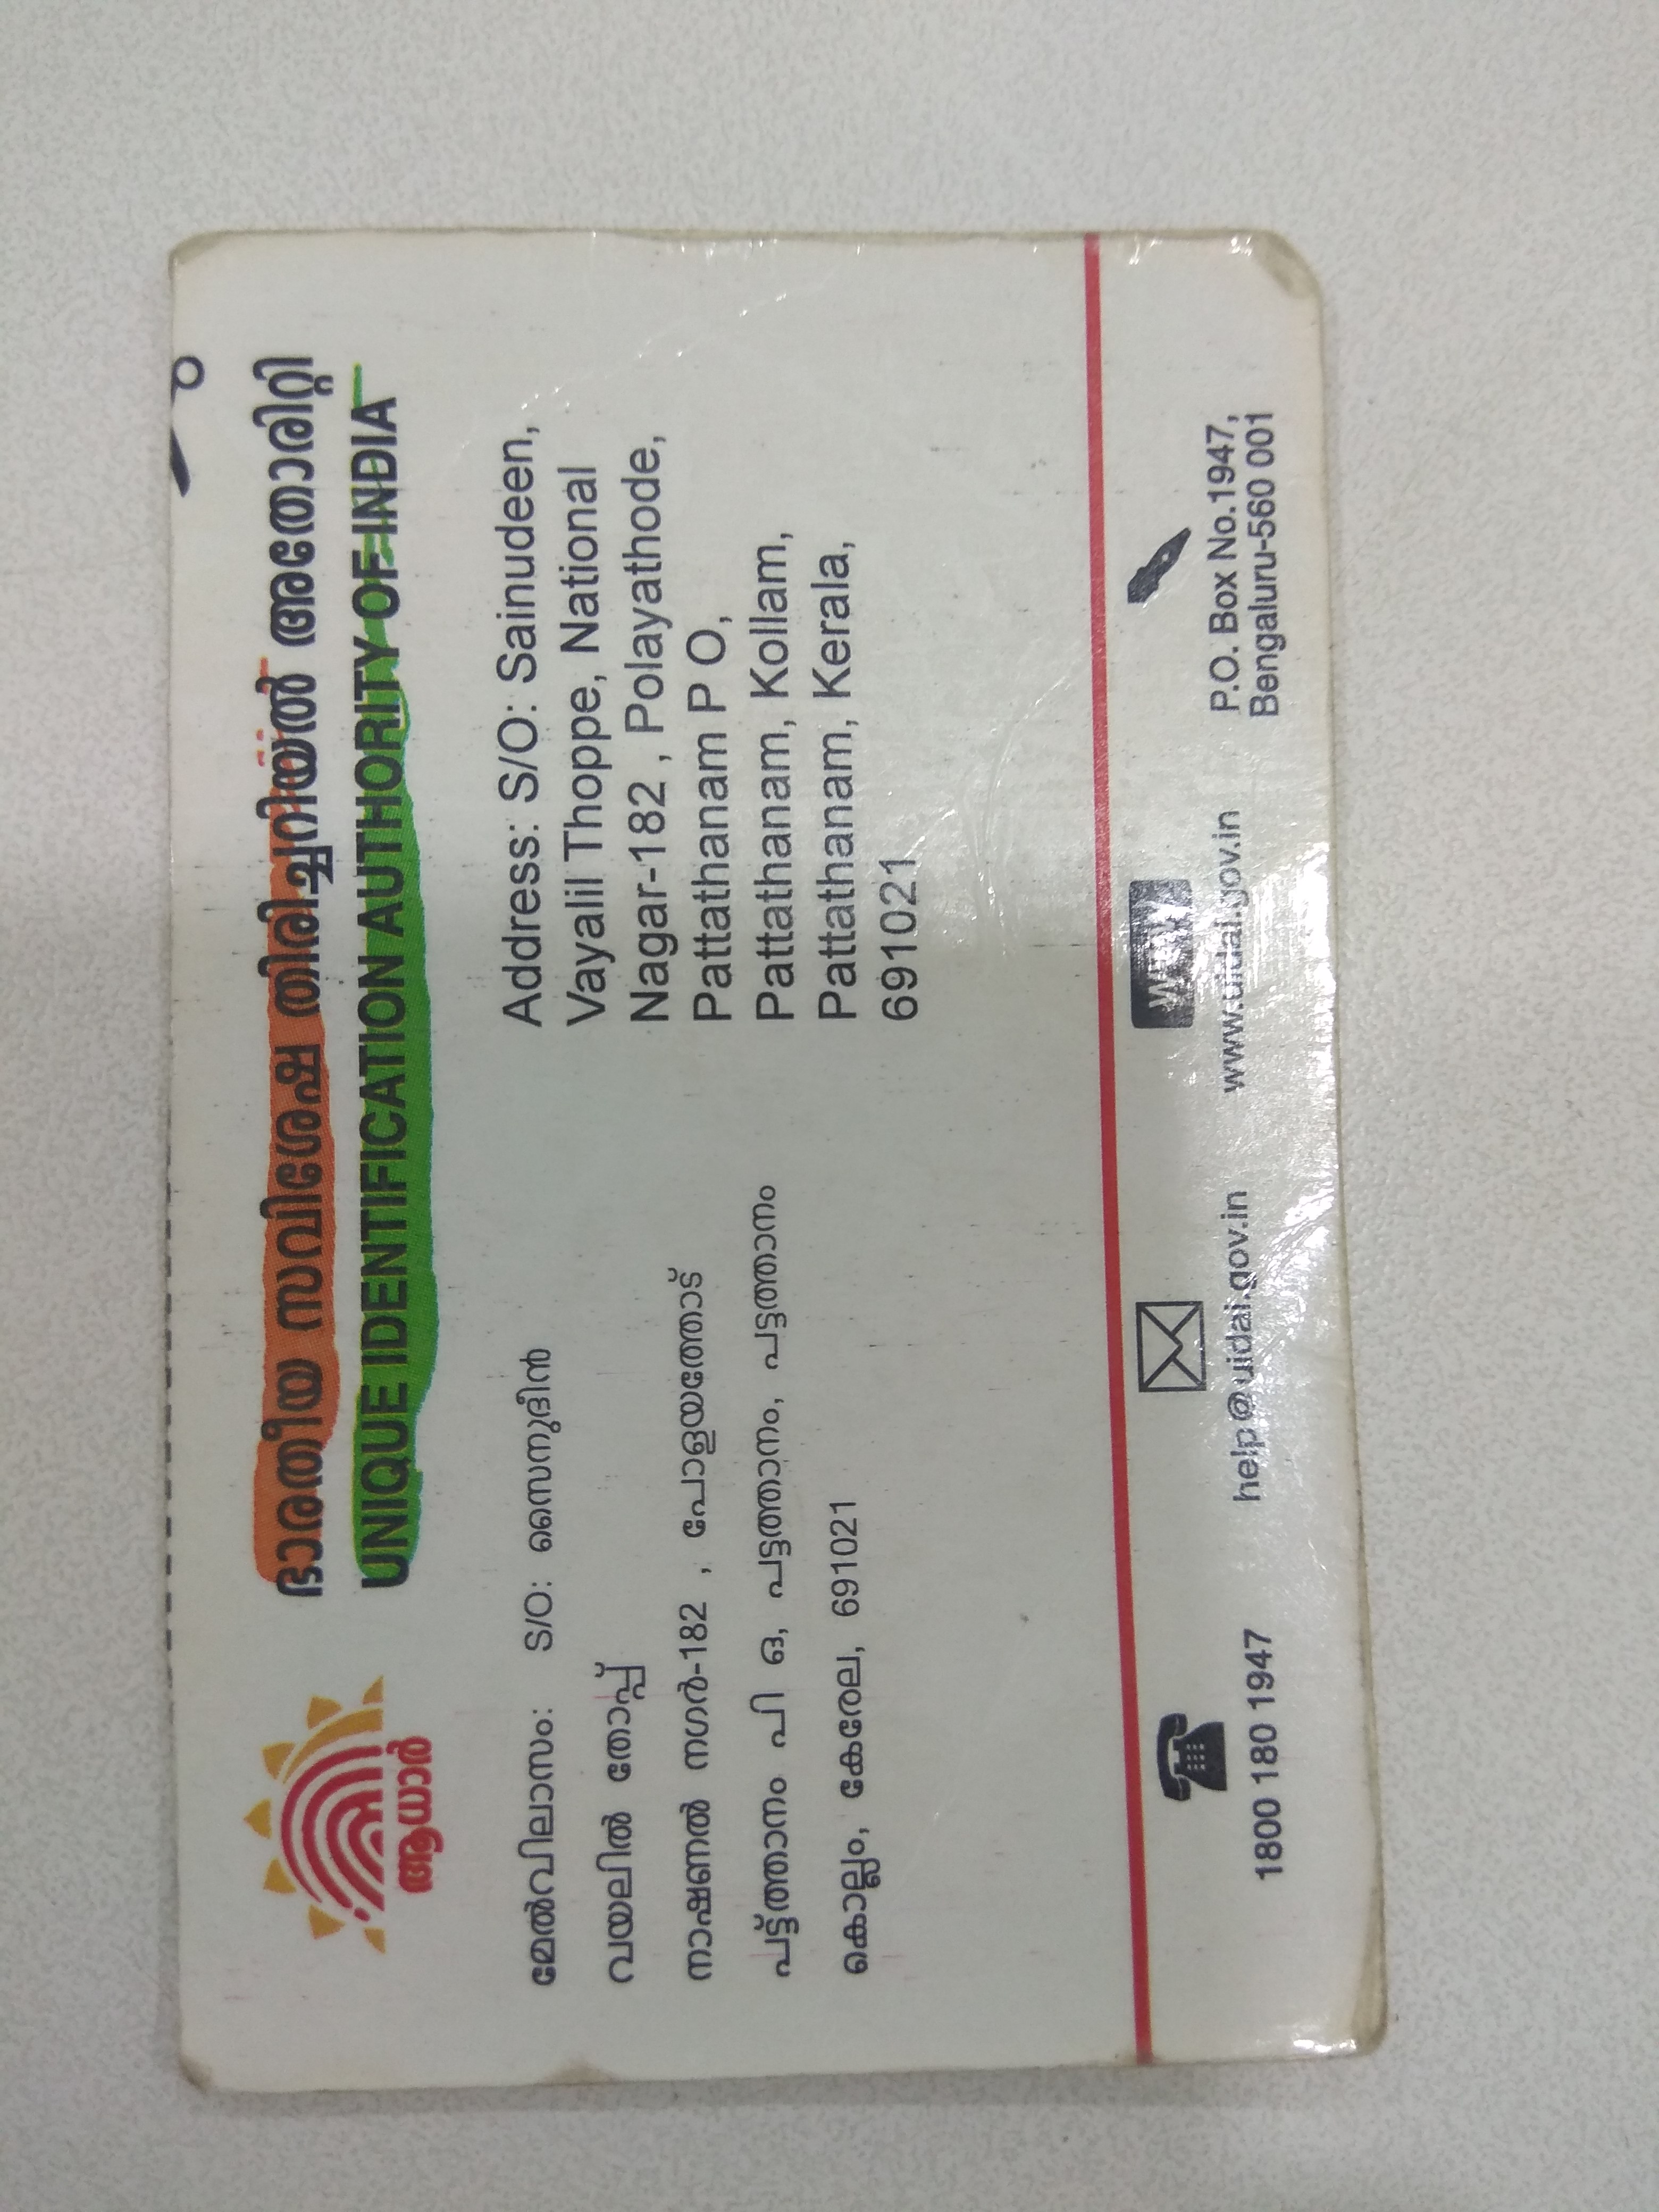 ഭാരതീയ സവിശേഷ തിരിച്ചറിയൽ അതോരിറ്റി
UNIQUE IDENTIFICATION AUTHORITY OF INDIA
ആധാർ
മേൽവിലാസം: S/O: സൈനുദീൻ
വയലിൽ തോപ്പ്
നാഷണൽ നഗർ-182 , പോളയത്തോട്
പട്ട്ത്താനം പി ഒ, പട്ടത്താനം, പട്ടത്താനം
കൊല്ലം, കേരേല, 691021
Address: S/O: Sainudeen,
Vayalil Thoppe, National
Nagar-182 , Polayathode,
Pattathanam P O,
Pattathanam, Kollam,
Pattathanam, Kerala,
691021
1800 180 1947
help@uidai.gov.in
WWW
www.uidai.gov.in
P.O. Box No.1947,
Bengaluru-560 001